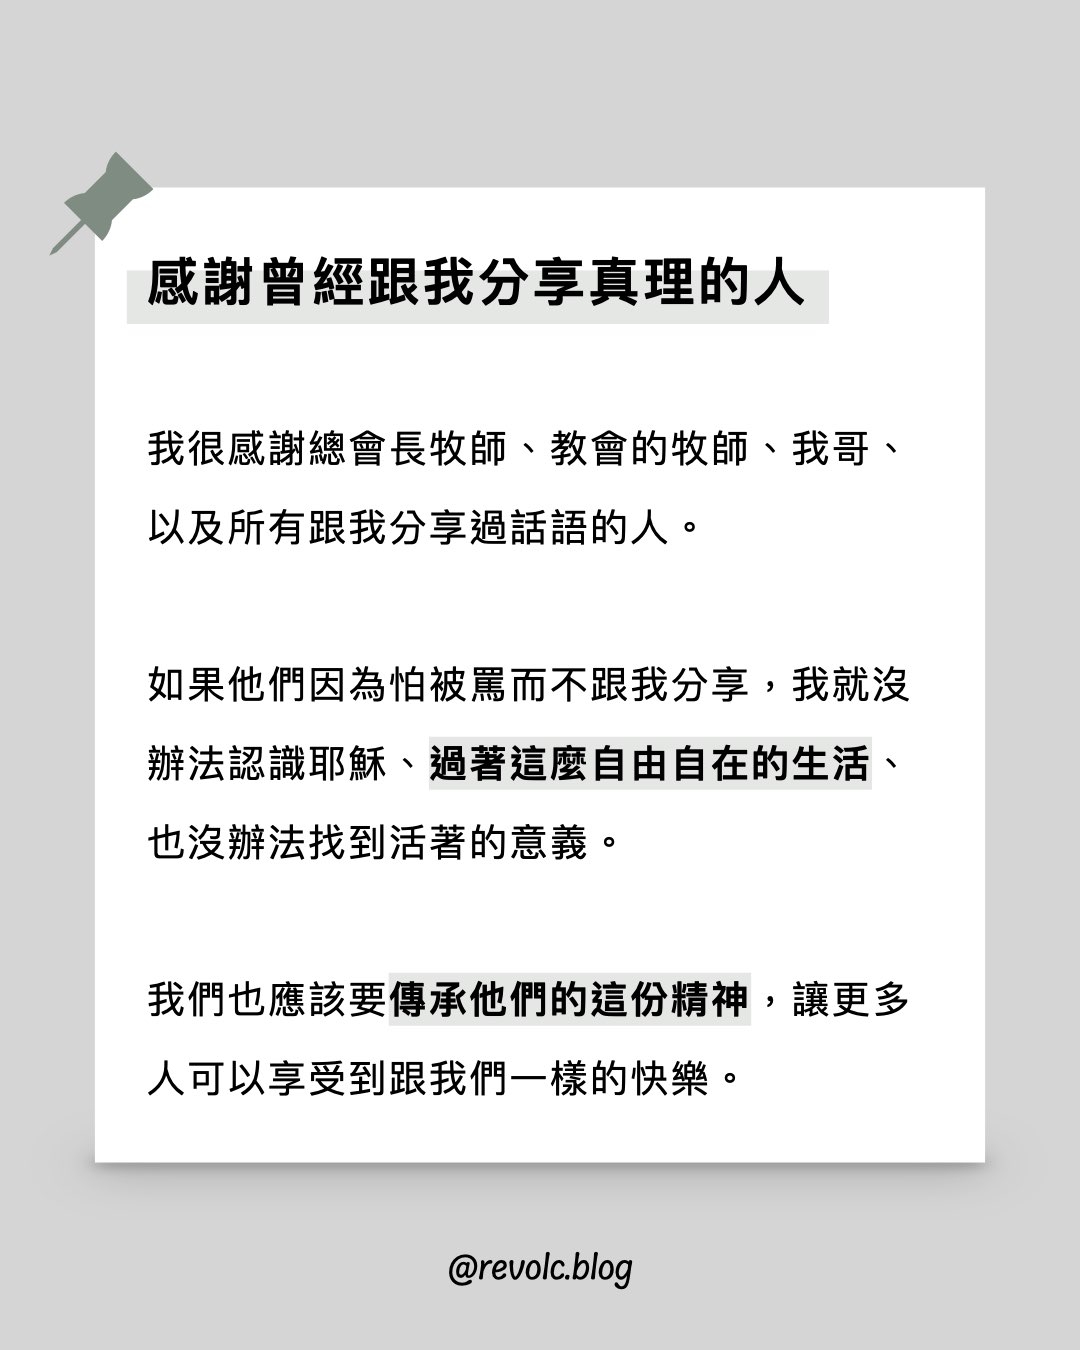 感謝曾經跟我分享真理的人
我很感謝總會長牧師、教會的牧師、我哥、
以及所有跟我分享過話語的人。
如果他們因為怕被罵而不跟我分享，我就沒
辦法認識耶穌、過著這麼自由自在的生活、
也沒辦法找到活著的意義。
我們也應該要傳承他們的這份精神，讓更多
人可以享受到跟我們一樣的快樂。
@revolc.blog